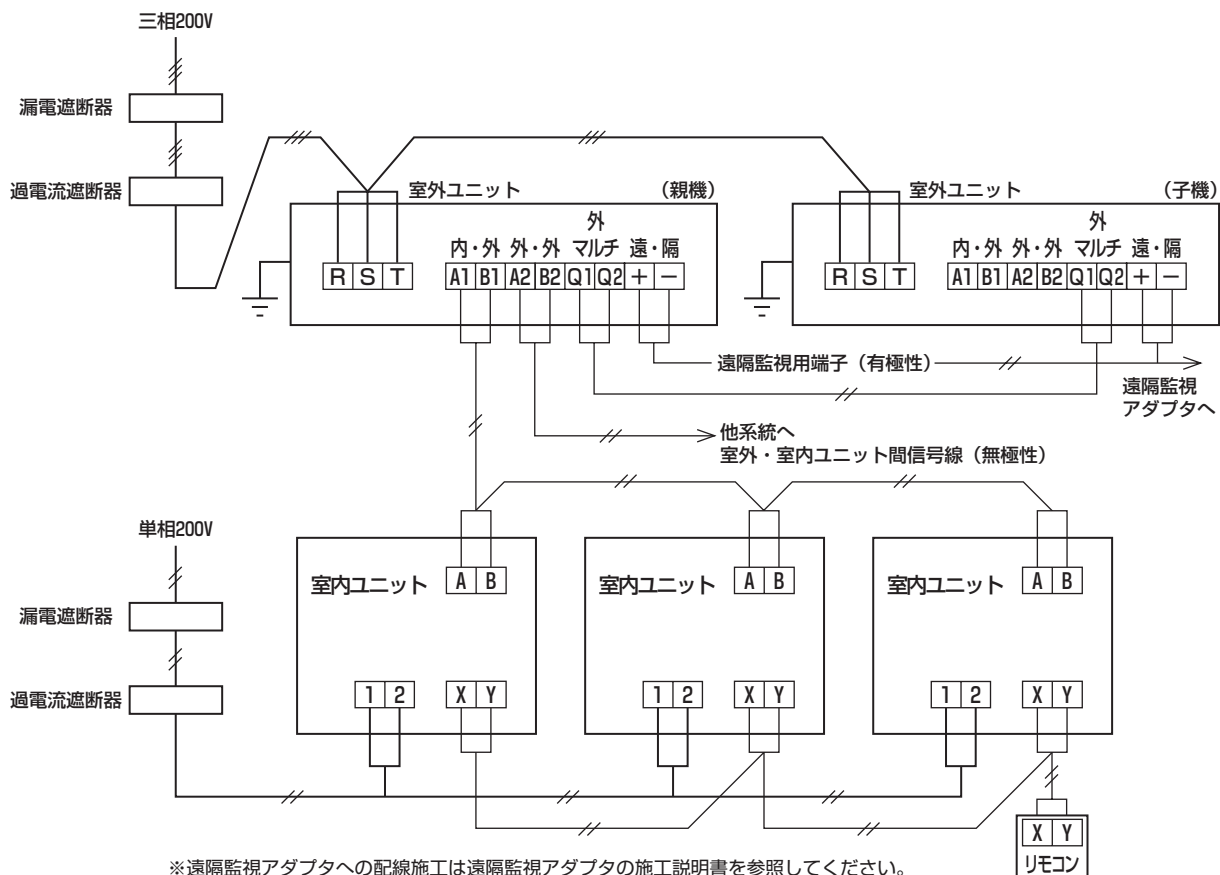 三相200V
漏電遮断器
過電流遮断器
室外ユニット (親機)
外
内・外 外・外 マルチ 遠・隔
R S T A1 B1 A2 B2 Q1 Q2 + −
室外ユニット (子機)
外
内・外 外・外 マルチ 遠・隔
R S T A1 B1 A2 B2 Q1 Q2 + −
遠隔監視用端子（有極性）
遠隔監視
アダプタへ
他系統へ
室外・室内ユニット間信号線（無極性）
単相200V
漏電遮断器
過電流遮断器
室内ユニット A B
1 2 X Y
室内ユニット A B
1 2 X Y
室内ユニット A B
1 2 X Y
X Y
リモコン
※遠隔監視アダプタへの配線施工は遠隔監視アダプタの施工説明書を参照してください。